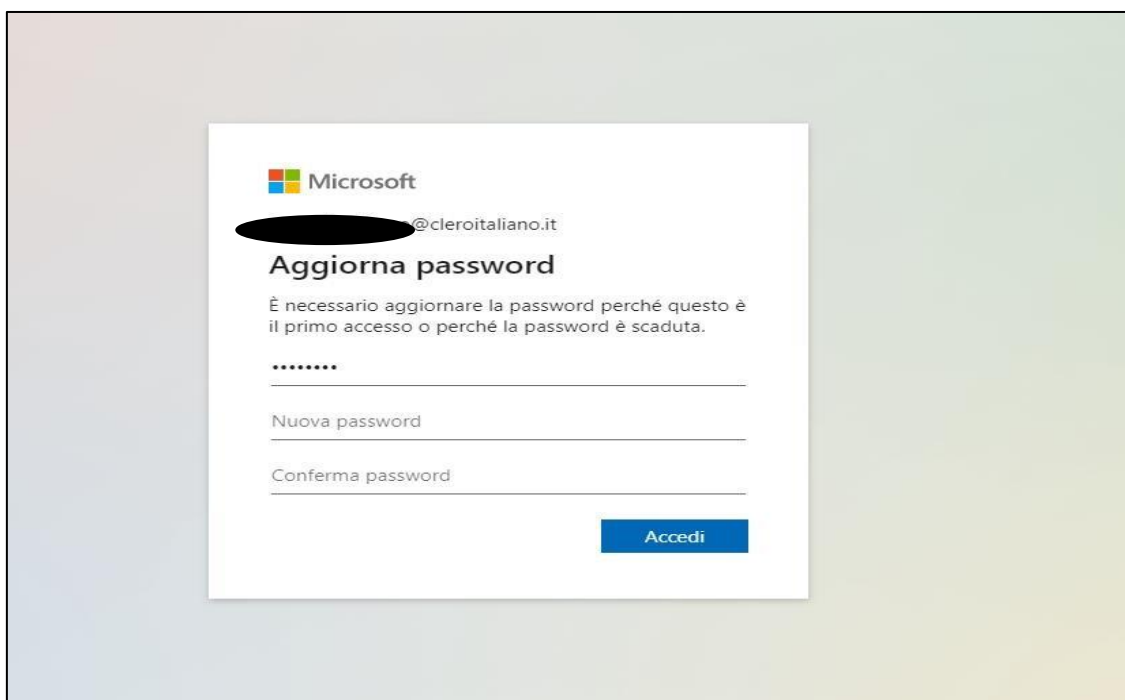 Microsoft
@cleroitaliano.it
Aggiorna password
È necessario aggiornare la password perché questo è
il primo accesso o perché la password è scaduta.
••••••••
Nuova password
Conferma password
Accedi